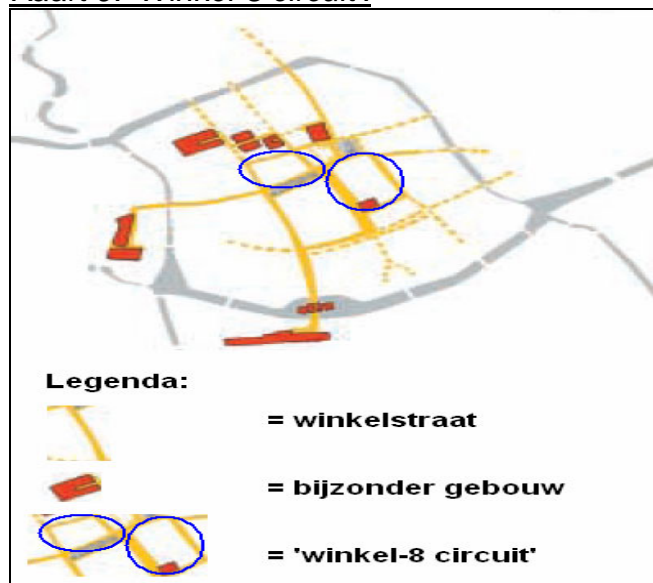 Legenda:
= winkelstraat
= bijzonder gebouw
= 'winkel-8 circuit'